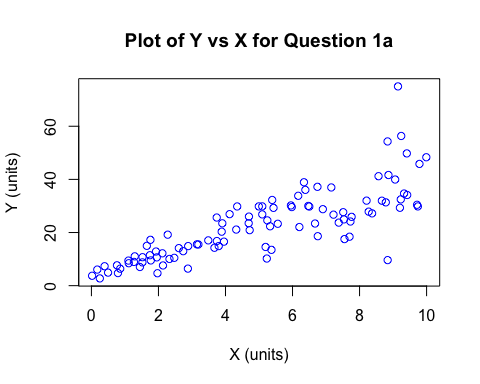 Plot of Y vs X for Question 1a
Y (units)
60
40
20
0
0 2 4 6 8 10
X (units)